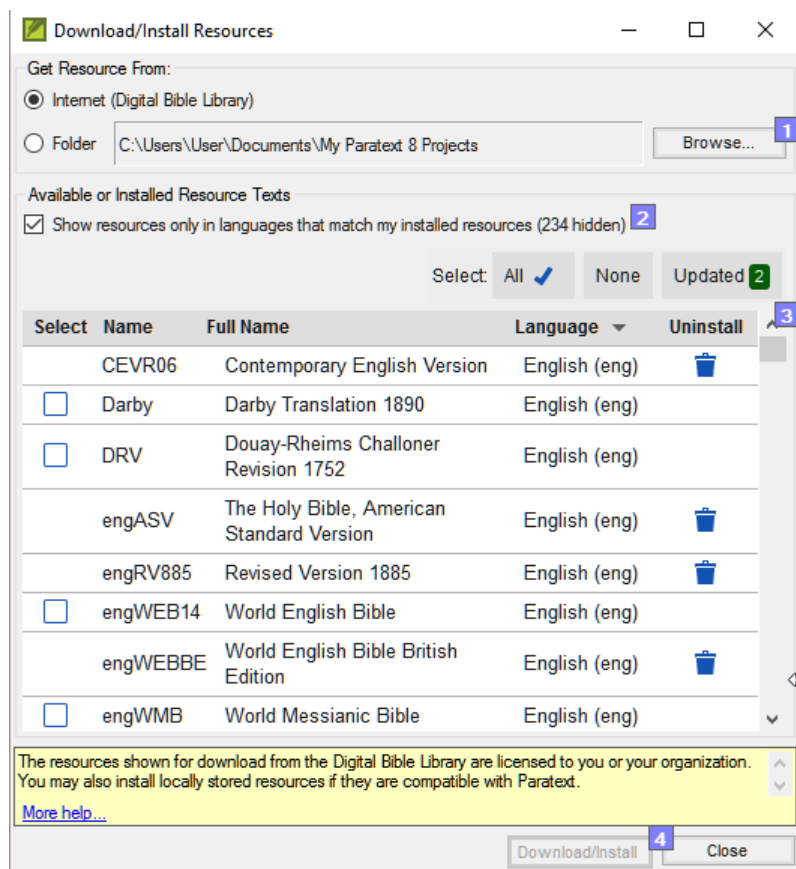 Download/Install Resources
Get Resource From:
Internet (Digital Bible Library)
1
Folder C:\Users\User\Documents\My Paratext 8 Projects Browse...
Available or Installed Resource Texts
Show resources only in languages that match my installed resources (234 hidden) 2
Select: All None Updated 2
3
Select Name Full Name Language Uninstall
CEVR06 Contemporary English Version English (eng)
Darby Darby Translation 1890 English (eng)
DRV Douay-Rheims Challoner
Revision 1752 English (eng)
engASV The Holy Bible, American
Standard Version English (eng)
engRV885 Revised Version 1885 English (eng)
engWEB14 World English Bible English (eng)
engWEBBE World English Bible British
Edition English (eng)
engWMB World Messianic Bible English (eng)
The resources shown for download from the Digital Bible Library are licensed to you or your organization.
You may also install locally stored resources if they are compatible with Paratext.
More help...
Download/Install 4 Close